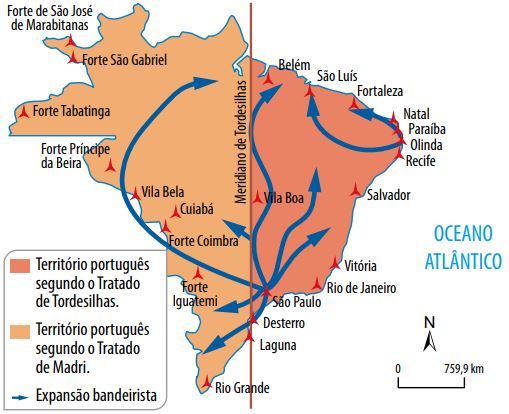 Forte de São José
de Marabitanas
Forte São Gabriel
Forte Tabatinga
Forte Príncipe
da Beira
Vila Bela
Cuiabá
Forte Coimbra
Forte
Iguatemi
Meridiano de Tordesilhas
Belém
São Luís
Fortaleza
Natal
Paraíba
Olinda
Recife
Vila Boa
Salvador
Vitória
Rio de Janeiro
São Paulo
Desterro
Laguna
Rio Grande
OCEANO
ATLÂNTICO
Território português
segundo o Tratado
de Tordesilhas.
Território português
segundo o Tratado
de Madri.
Expansão bandeirista
N
0 759,9 km